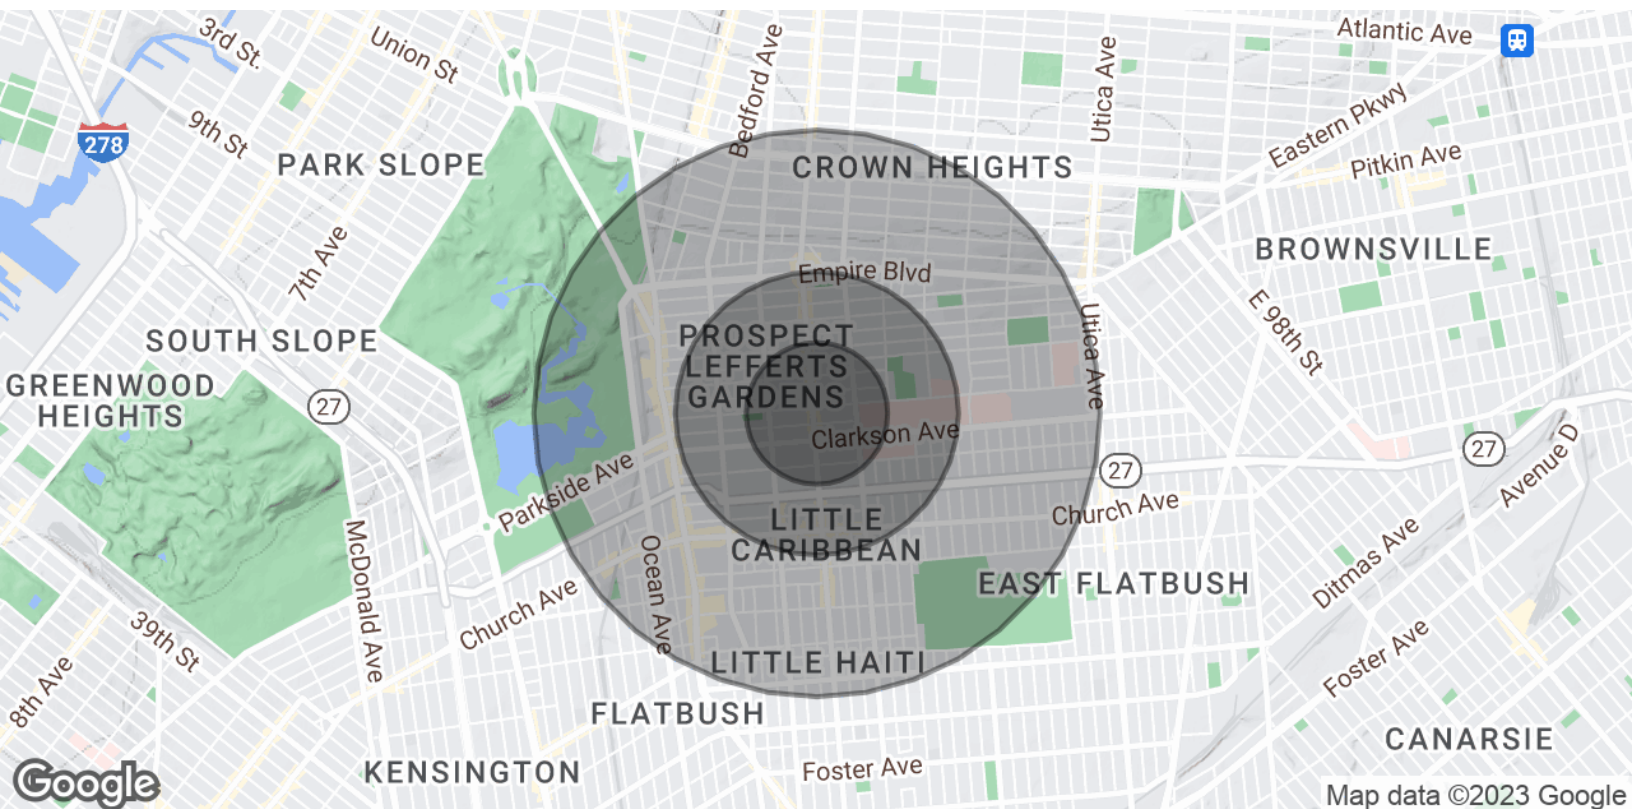 3rd St.
Union St
Bedford Ave
Utica Ave
Atlantic Ave
9th St
278
PARK SLOPE
CROWN HEIGHTS
Eastern Pkwy
Pitkin Ave
7th Ave
Empire Blvd
BROWNSVILLE
SOUTH SLOPE
PROSPECT
LEFFERTS
GARDENS
Utica Ave
E 98th St
GREENWOOD
HEIGHTS
27
Clarkson Ave
27
27
Avenue D
Parkside Ave
LITTLE
CARIBBEAN
Church Ave
McDonald Ave
Ocean Ave
Church Ave
EAST FLATBUSH
Ditmas Ave
39th St
8th Ave
LITTLE HAITI
Foster Ave
FLATBUSH
KENSINGTON
Foster Ave
CANARSIE
Google
Map data ©2023 Google